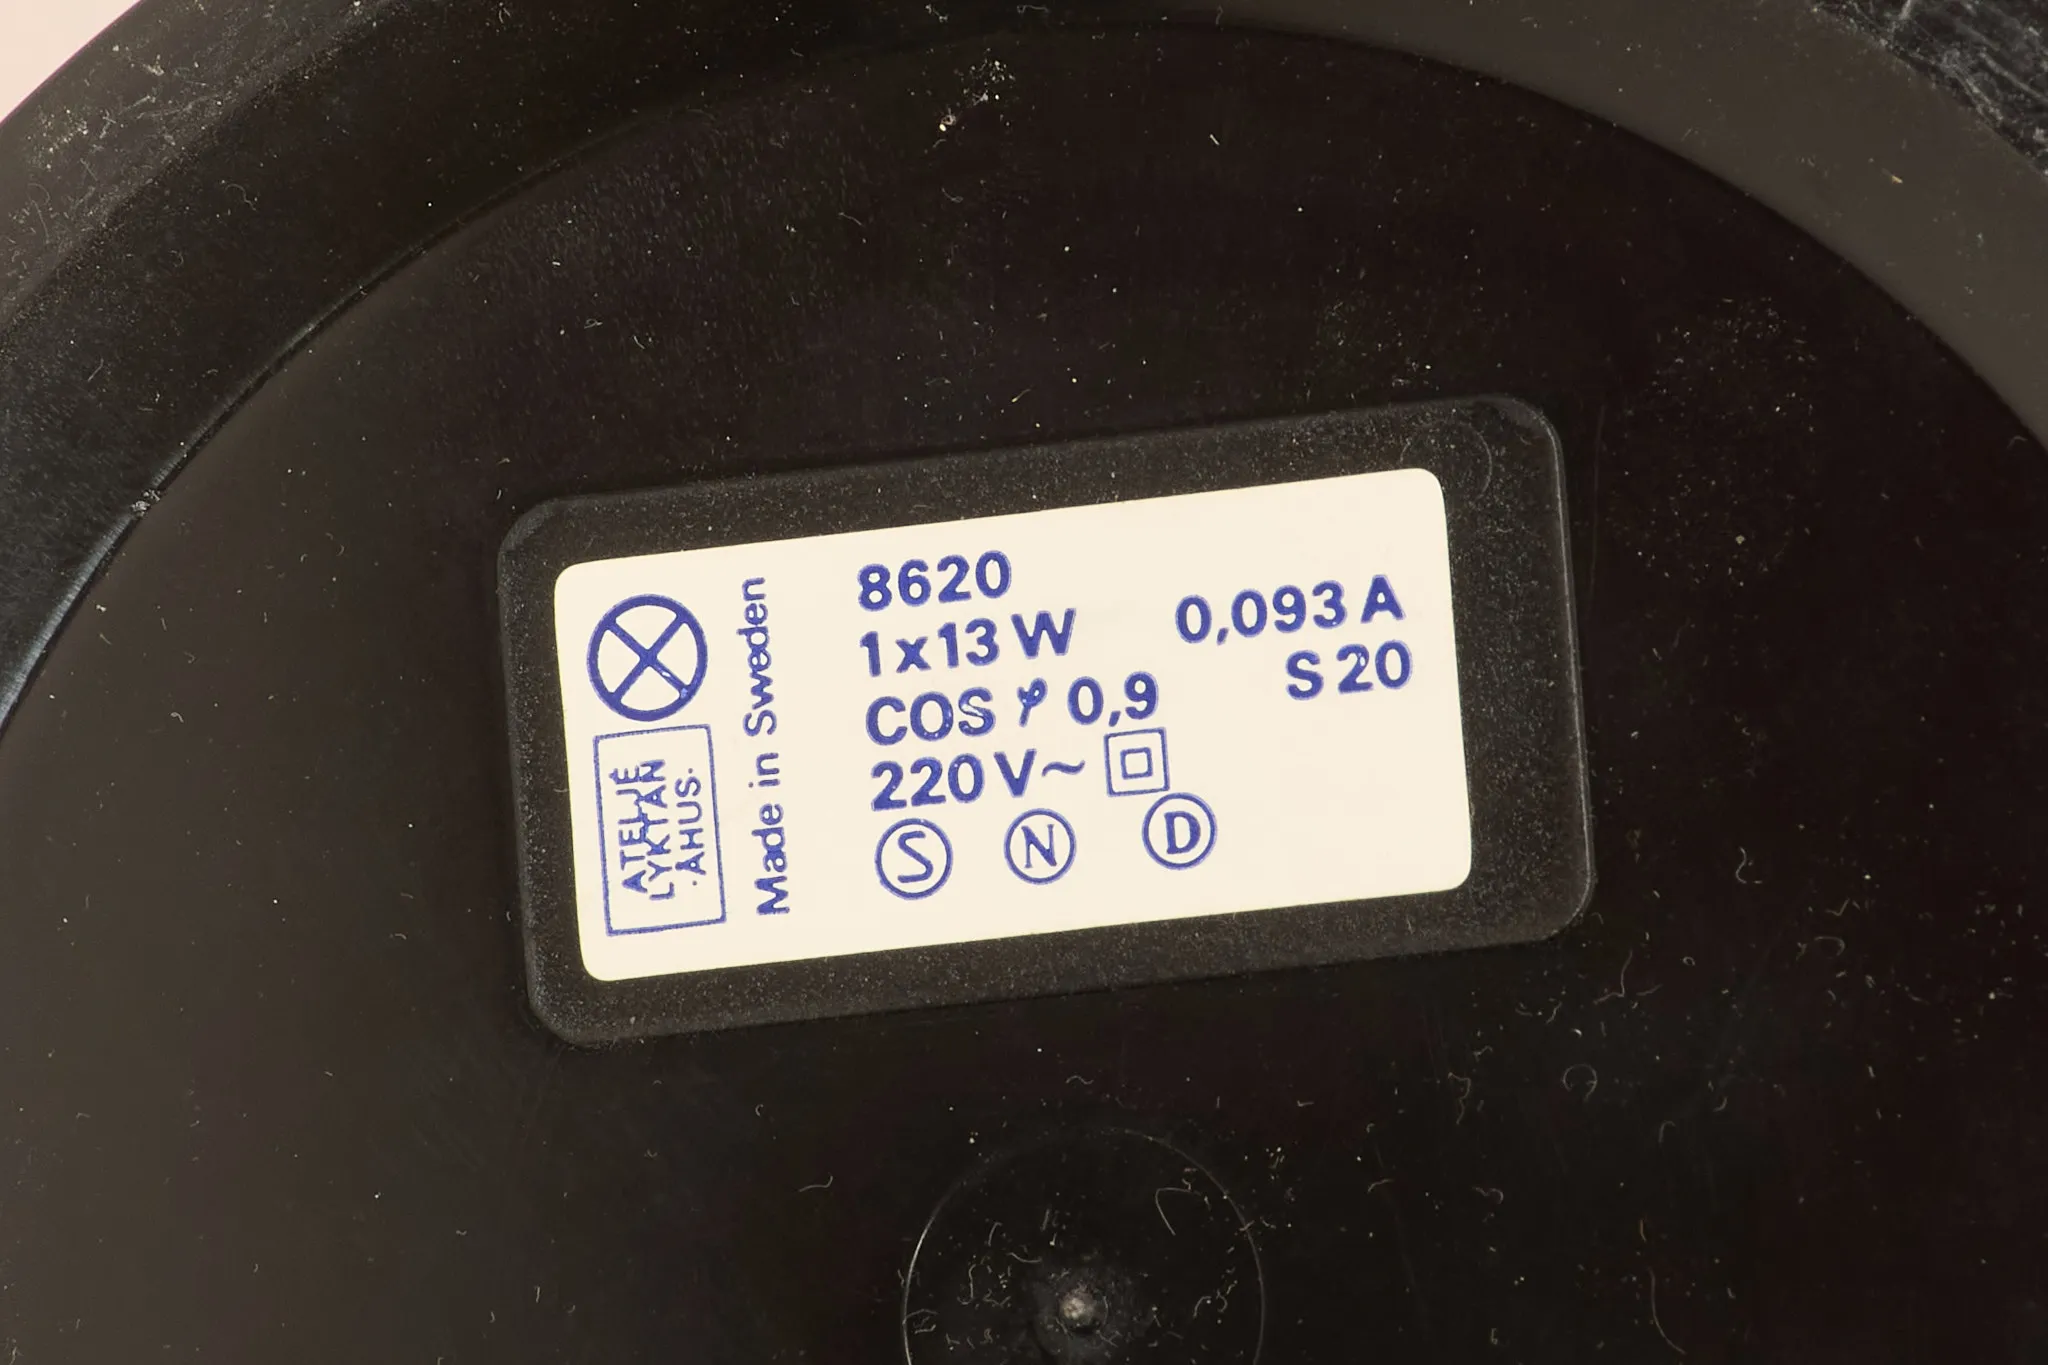 ATELJÉ
LYKTAN
·ÅHUS·
Made in Sweden
8620
1x13 W 0,093 A
COS φ 0,9 S 20
220 V~
S N D